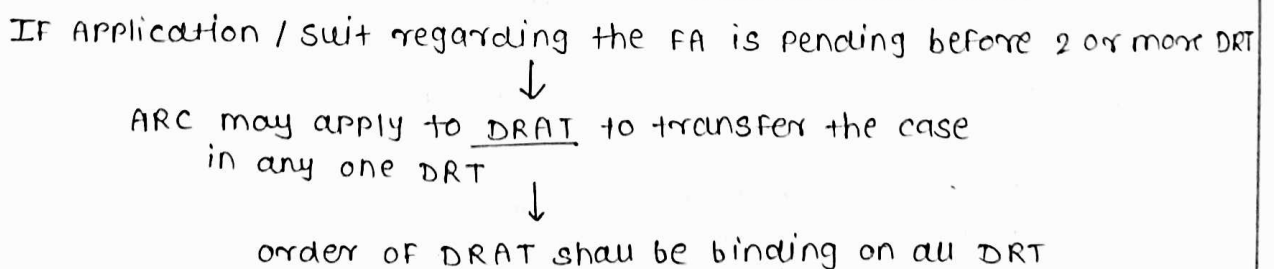 IF Application / suit regarding the FA is pending before 2 or more DRT
↓
ARC may apply to DRAT to transfer the case
in any one DRT
↓
order of DRAT shall be binding on all DRT